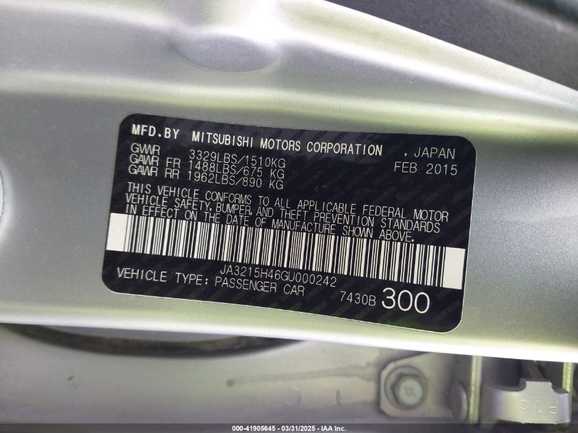 MFD.BY MITSUBISHI MOTORS CORPORATION . JAPAN
GVWR 3329LBS/1510KG FEB 2015
GAWR FR 1488LBS/675 KG
GAWR RR 1962LBS/890 KG
THIS VEHICLE CONFORMS TO ALL APPLICABLE FEDERAL MOTOR
VEHICLE SAFETY, BUMPER, AND THEFT PREVENTION STANDARDS
IN EFFECT ON THE DATE OF MANUFACTURE SHOWN ABOVE.
JA3215H46GU000242
VEHICLE TYPE: PASSENGER CAR 7430B 300
000-41905645 - 03/31/2025 - IAA Inc.